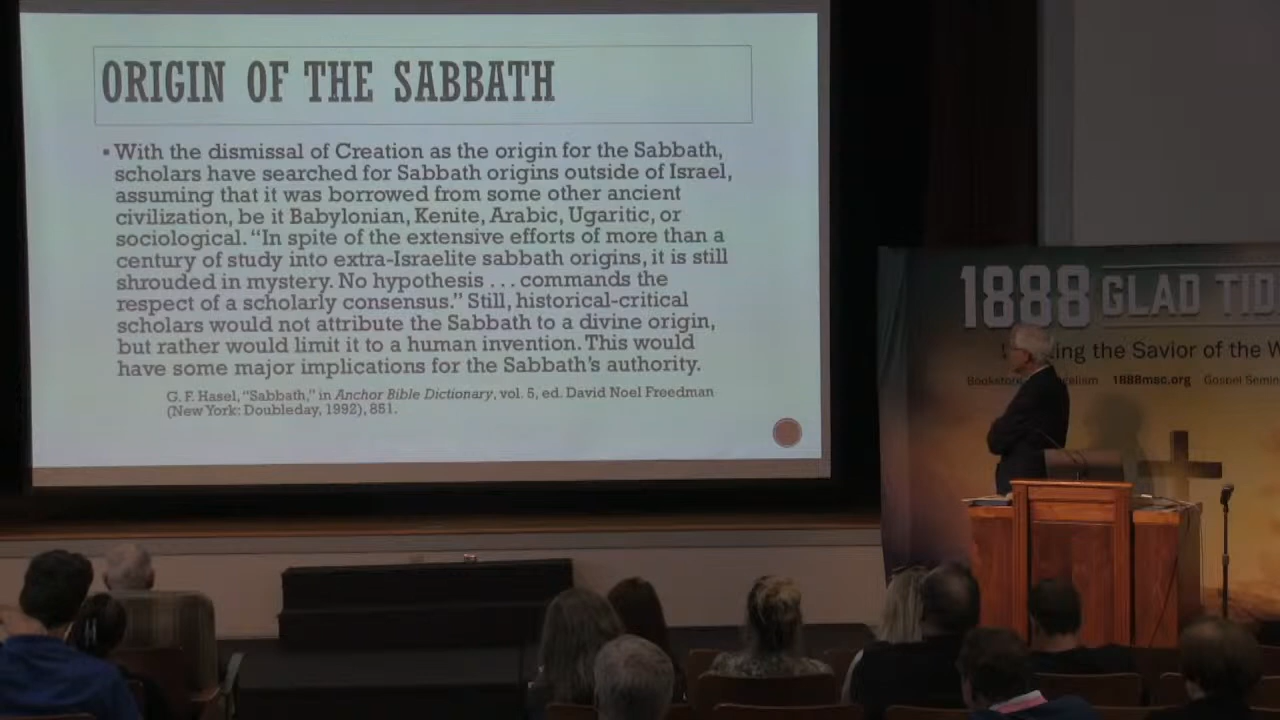 ORIGIN OF THE SABBATH
▪ With the dismissal of Creation as the origin for the Sabbath,
scholars have searched for Sabbath origins outside of Israel,
assuming that it was borrowed from some other ancient
civilization, be it Babylonian, Kenite, Arabic, Ugaritic, or
sociological. “In spite of the extensive efforts of more than a
century of study into extra-Israelite sabbath origins, it is still
shrouded in mystery. No hypothesis . . . commands the
respect of a scholarly consensus.” Still, historical-critical
scholars would not attribute the Sabbath to a divine origin,
but rather would limit it to a human invention. This would
have some major implications for the Sabbath’s authority.
G. F. Hasel, “Sabbath,” in Anchor Bible Dictionary, vol. 5, ed. David Noel Freedman
(New York: Doubleday, 1992), 851.
1888 GLAD TID
the Savior of the W
1888msc.org Gospel Semin